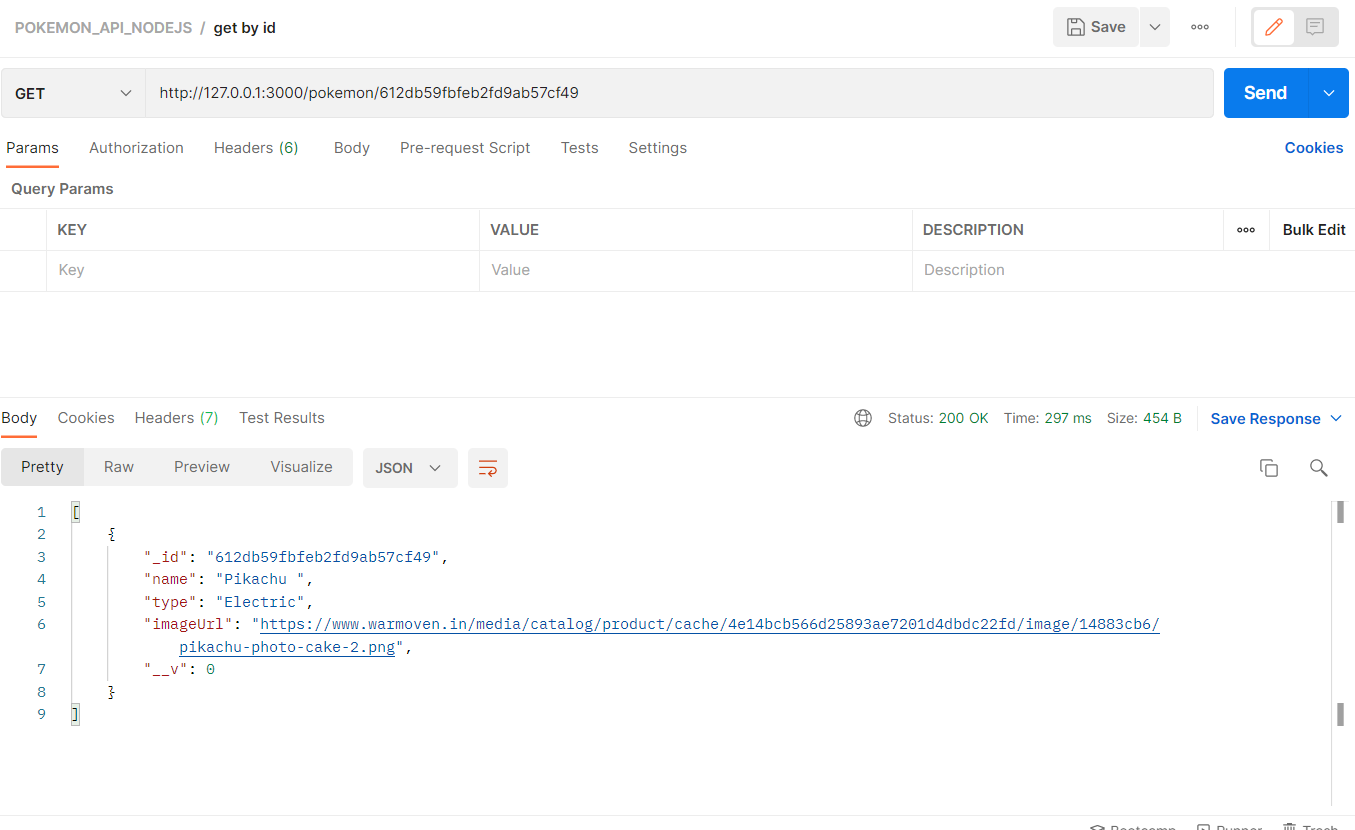 POKEMON_API_NODEJS / get by id Save
GET http://127.0.0.1:3000/pokemon/612db59fbfeb2fd9ab57cf49 Send
Params Authorization Headers (6) Body Pre-request Script Tests Settings Cookies
Query Params
KEY VALUE DESCRIPTION Bulk Edit
Key Value Description
Body Cookies Headers (7) Test Results Status: 200 OK Time: 297 ms Size: 454 B Save Response
Pretty Raw Preview Visualize JSON
1 [
2 {
3 "_id": "612db59fbfeb2fd9ab57cf49",
4 "name": "Pikachu ",
5 "type": "Electric",
6 "imageUrl": "https://www.warmoven.in/media/catalog/product/cache/4e14bcb566d25893ae7201d4dbdc22fd/image/14883cb6/
pikachu-photo-cake-2.png",
7 "__v": 0
8 }
9 ]
Bootcamp Runner Trash